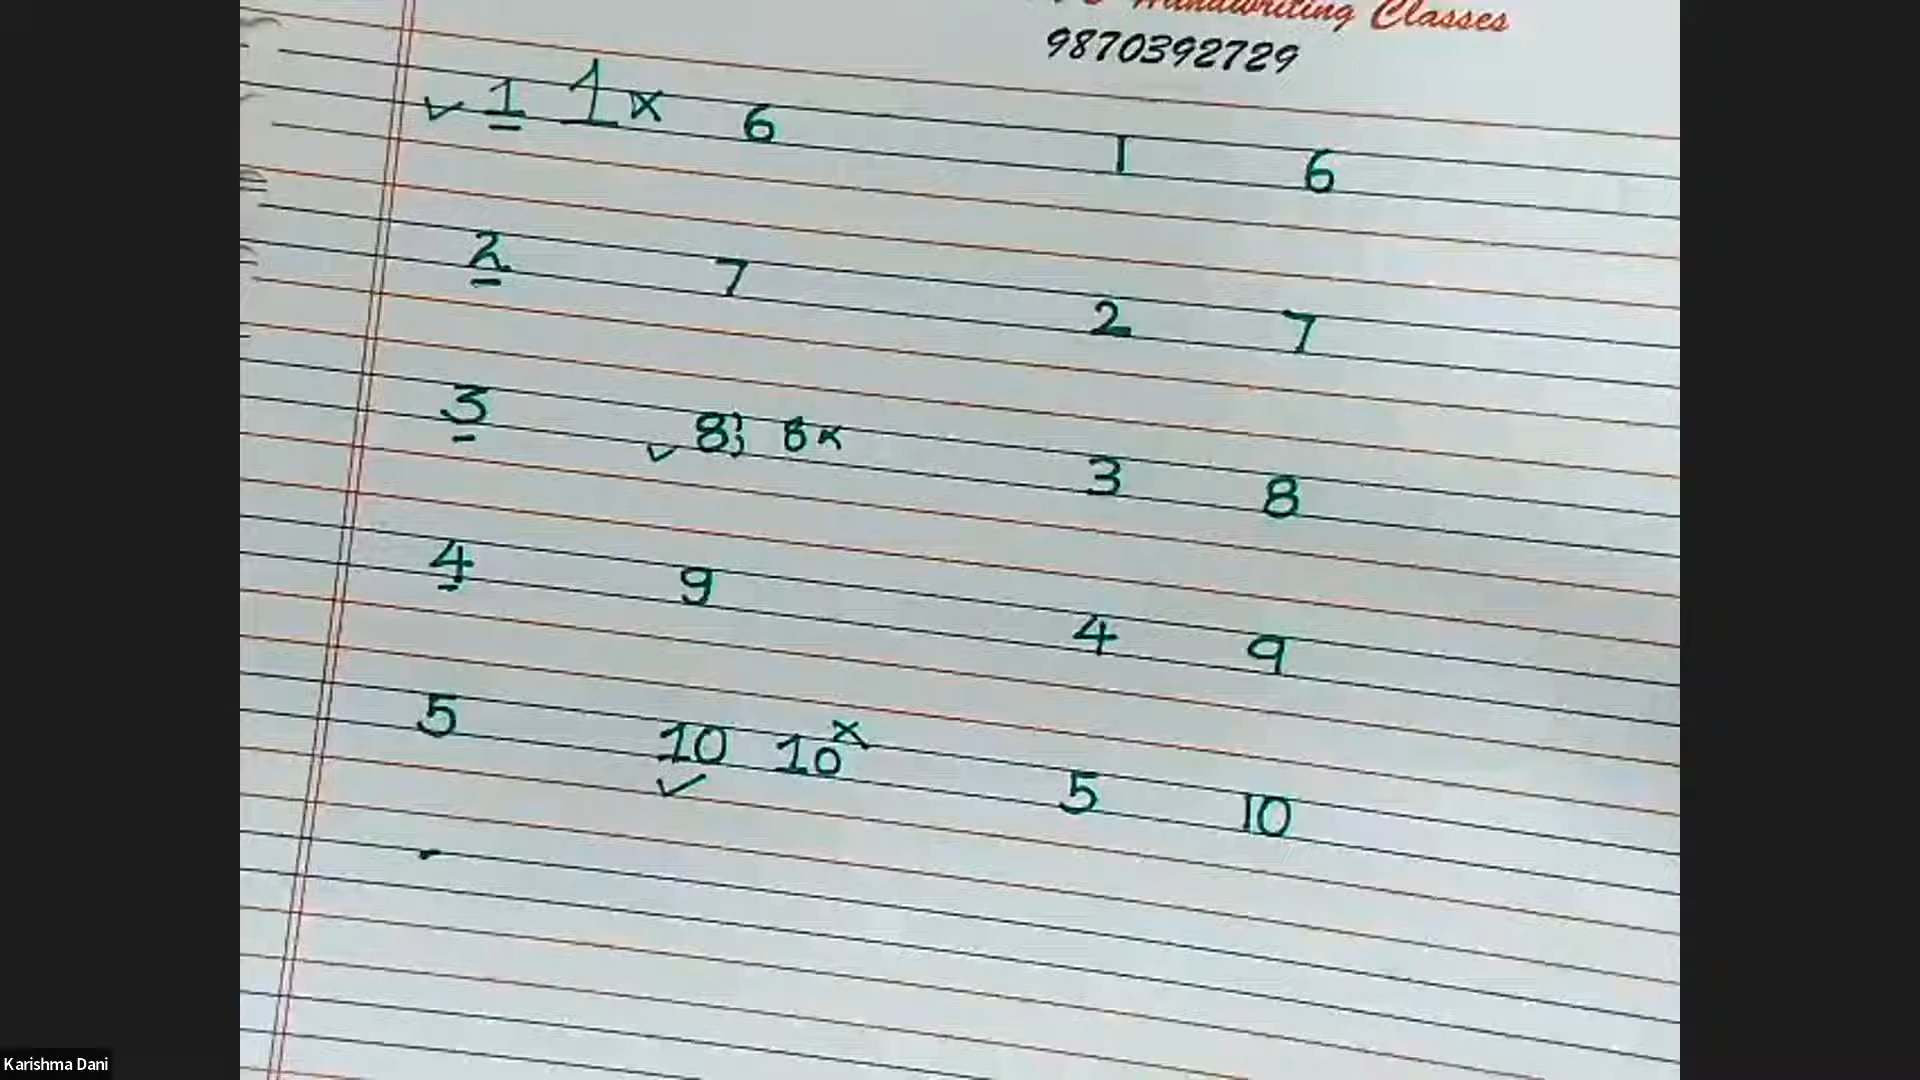 Handwriting Classes
9870392729
✓ 1 1 × 6 1 6
2 7 2 7
3 ✓ 8; 8 × 3 8
4 9 4 9
5 10 10 × 5 10
✓
Karishma Dani